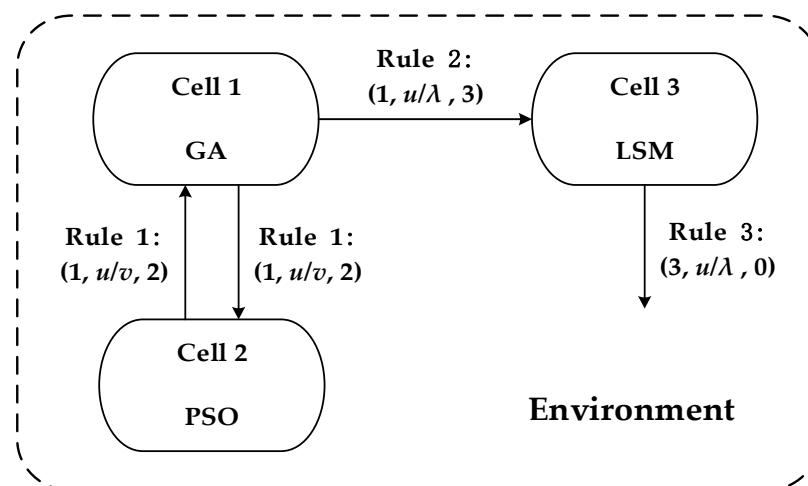 Cell 1
GA
Rule 2:
(1, u/λ , 3)
Cell 3
LSM
Rule 1:
(1, u/v, 2)
Rule 1:
(1, u/v, 2)
Rule 3:
(3, u/λ , 0)
Cell 2
PSO
Environment